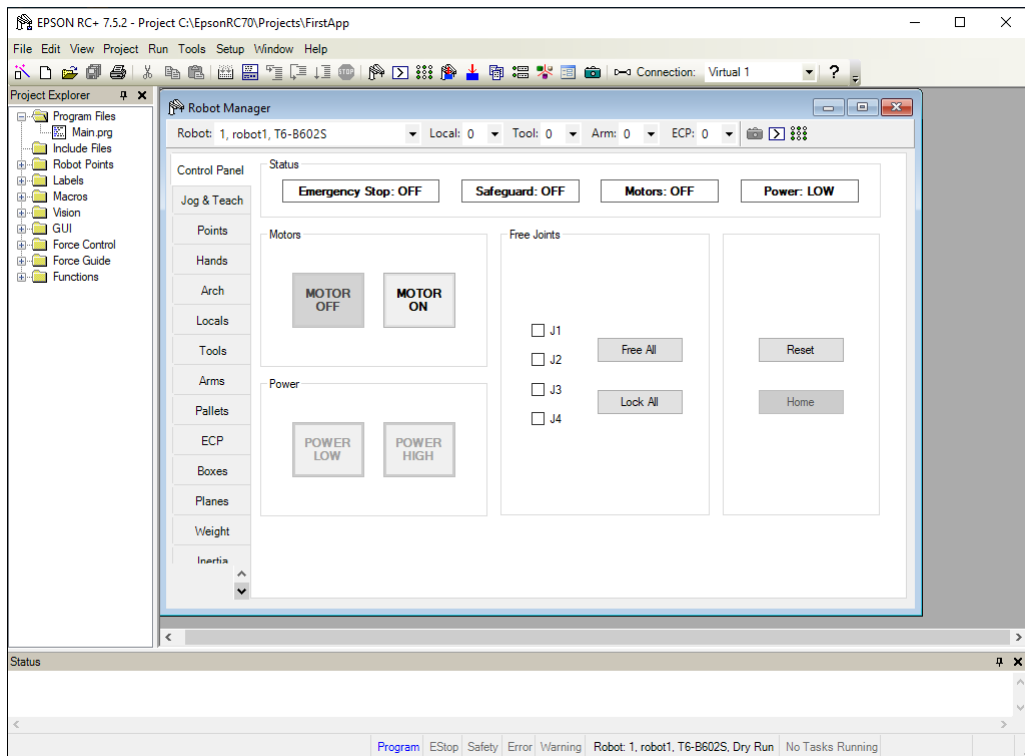 EPSON RC+ 7.5.2 - Project C:\EpsonRC70\Projects\FirstApp
File Edit View Project Run Tools Setup Window Help
STOP Connection: Virtual 1 ?
Project Explorer
Program Files
Main.prg
Include Files
Robot Points
Labels
Macros
Vision
GUI
Force Control
Force Guide
Functions
Robot Manager
Robot: 1, robot1, T6-B602S Local: 0 Tool: 0 Arm: 0 ECP: 0
Control Panel
Jog & Teach
Points
Hands
Arch
Locals
Tools
Arms
Pallets
ECP
Boxes
Planes
Weight
Inertia
Status
Emergency Stop: OFF Safeguard: OFF Motors: OFF Power: LOW
Motors
MOTOR
OFF
MOTOR
ON
Power
POWER
LOW
POWER
HIGH
Free Joints
J1
J2
J3
J4
Free All
Lock All
Reset
Home
Status
Program EStop Safety Error Warning Robot: 1, robot1, T6-B602S, Dry Run No Tasks Running